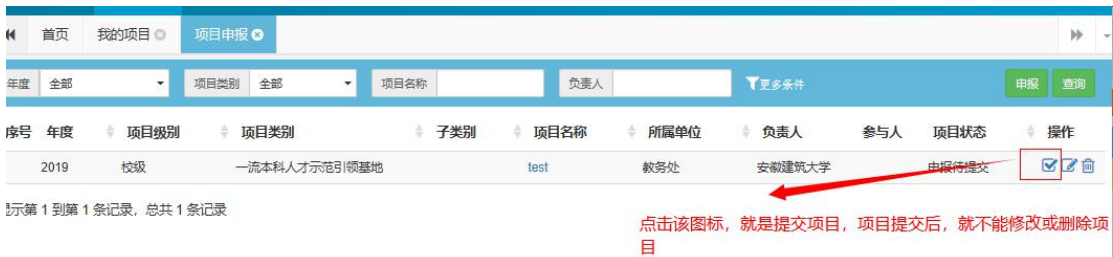 首页 我的项目 项目申报
年度 全部 项目类别 全部 项目名称 负责人 更多条件 申报 查询
序号 年度 项目级别 项目类别 子类别 项目名称 所属单位 负责人 参与人 项目状态 操作
2019 校级 一流本科人才示范引领基地 test 教务处 安徽建筑大学 申报待提交
显示第 1 到第 1 条记录，总共 1 条记录
点击该图标，就是提交项目，项目提交后，就不能修改或删除项
目